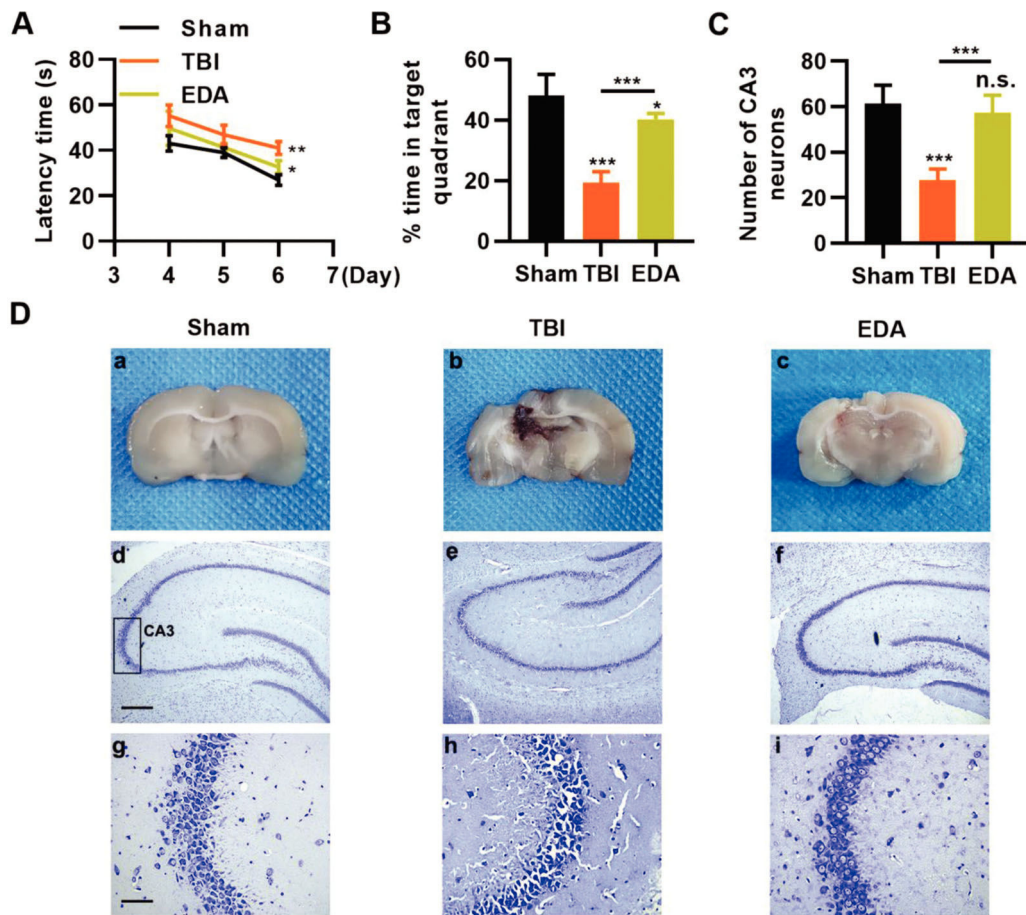 A
Sham
TBI
EDA
Latency time (s)
80
60
40
20
0
3 4 5 6 7 (Day)
**
*
B
% time in target
quadrant
60
40
20
0
***
***
*
Sham TBI EDA
C
Number of CA3
neurons
80
60
40
20
0
***
***
n.s.
Sham TBI EDA
D
Sham TBI EDA
a b c
d e f
CA3
g h i